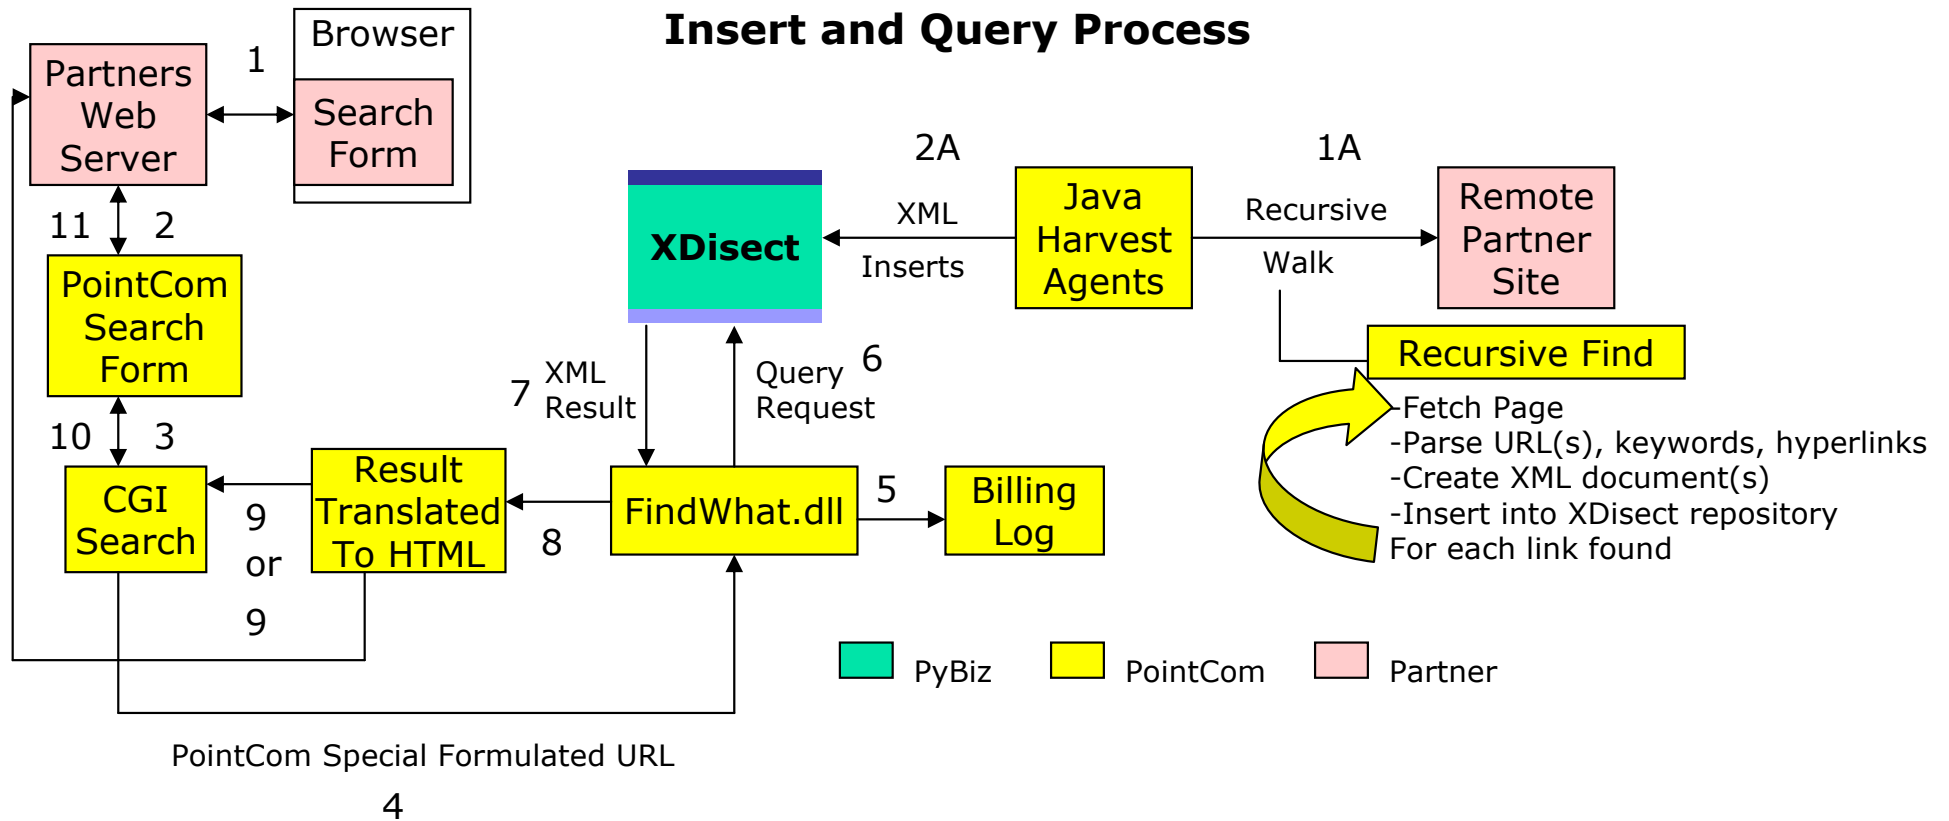 Insert and Query Process
Browser
Partners
Web
Server
1
Search
Form
11
2
PointCom
Search
Form
10
3
CGI
Search
9
or
9
Result
Translated
To HTML
8
FindWhat.dll
5
Billing
Log
7
XML
Result
Query
Request
6
XDisect
2A
XML
Inserts
Java
Harvest
Agents
1A
Recursive
Walk
Remote
Partner
Site
Recursive Find
-Fetch Page
-Parse URL(s), keywords, hyperlinks
-Create XML document(s)
-Insert into XDisect repository
For each link found
PyBiz
PointCom
Partner
PointCom Special Formulated URL
4